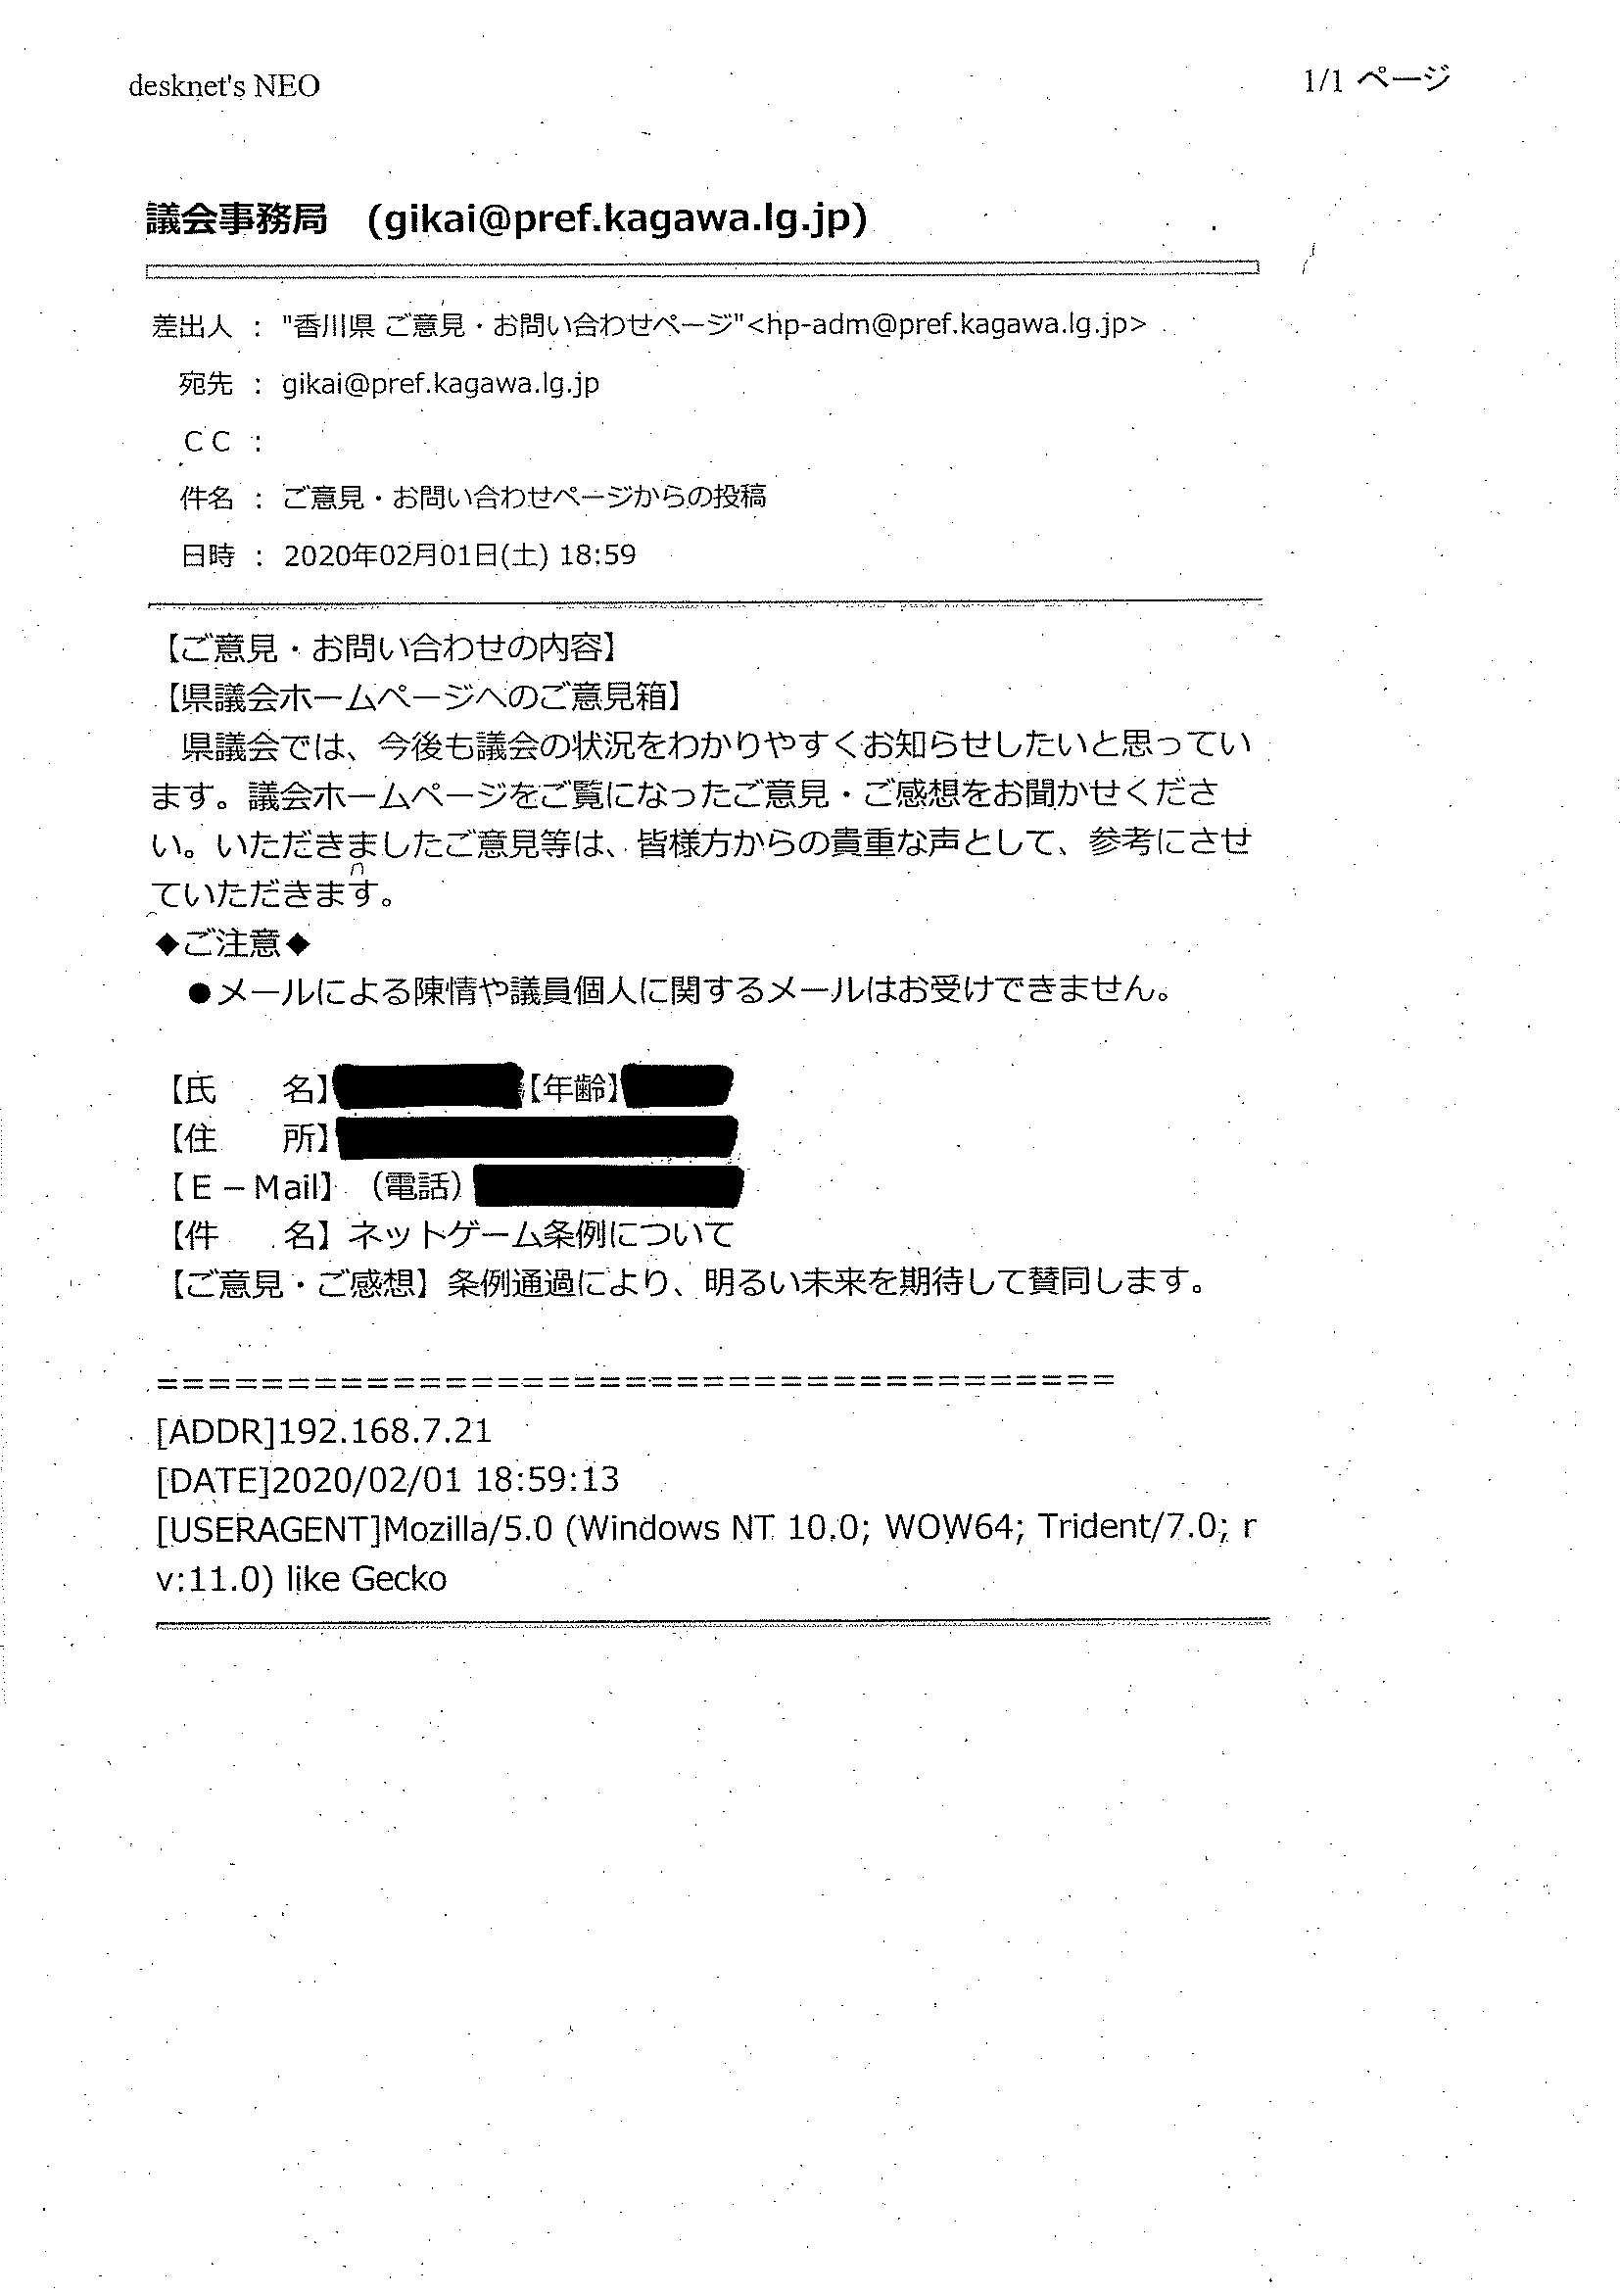 desknet's NEO
1/1 ページ
議会事務局　(gikai@pref.kagawa.lg.jp)
差出人 ： "香川県 ご意見・お問い合わせページ"<hp-adm@pref.kagawa.lg.jp>
宛先 ： gikai@pref.kagawa.lg.jp
ＣＣ ：
件名 ： ご意見・お問い合わせページからの投稿
日時 ： 2020年02月01日(土) 18:59
【ご意見・お問い合わせの内容】
【県議会ホームページへのご意見箱】
　県議会では、今後も議会の状況をわかりやすくお知らせしたいと思ってい
ます。議会ホームページをご覧になったご意見・ご感想をお聞かせくださ
い。いただきましたご意見等は、皆様方からの貴重な声として、参考にさせ
ていただきます。
◆ご注意◆
　●メールによる陳情や議員個人に関するメールはお受けできません。
【氏　　名】【年齢】
【住　　所】
【Ｅ－Mail】（電話）
【件　　名】ネットゲーム条例について
【ご意見・ご感想】条例通過により、明るい未来を期待して賛同します。
=====================================
[ADDR]192.168.7.21
[DATE]2020/02/01 18:59:13
[USERAGENT]Mozilla/5.0 (Windows NT 10.0; WOW64; Trident/7.0; r
v:11.0) like Gecko